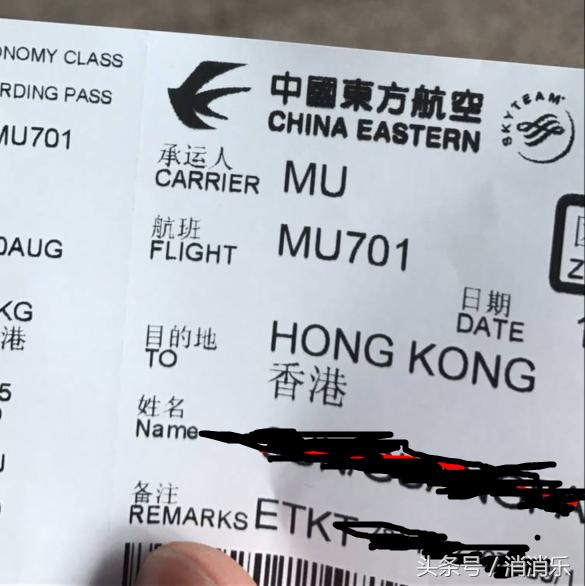 ONOMY CLASS
RDING PASS
MU701
0AUG
KG
港
5
J
中國東方航空
CHINA EASTERN
SKYTEAM
承运人
CARRIER MU
航班
FLIGHT MU701
日期
DATE 1
目的地
TO HONG KONG
香港
姓名
Name
备注
REMARKS ETKT
头条号 / 消消乐